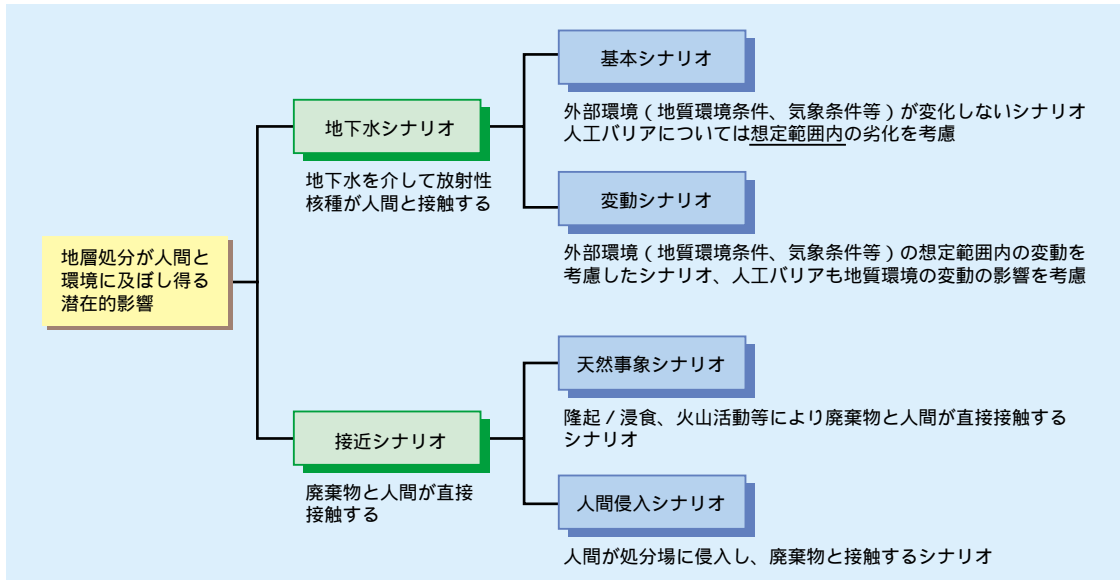 地層処分が人間と
環境に及ぼし得る
潜在的影響
地下水シナリオ
地下水を介して放射性
核種が人間と接触する
基本シナリオ
外部環境（地質環境条件、気象条件等）が変化しないシナリオ
人工バリアについては想定範囲内の劣化を考慮
変動シナリオ
外部環境（地質環境条件、気象条件等）の想定範囲内の変動を
考慮したシナリオ、人工バリアも地質環境の変動の影響を考慮
接近シナリオ
廃棄物と人間が直接
接触する
天然事象シナリオ
隆起／浸食、火山活動等により廃棄物と人間が直接接触する
シナリオ
人間侵入シナリオ
人間が処分場に侵入し、廃棄物と接触するシナリオ